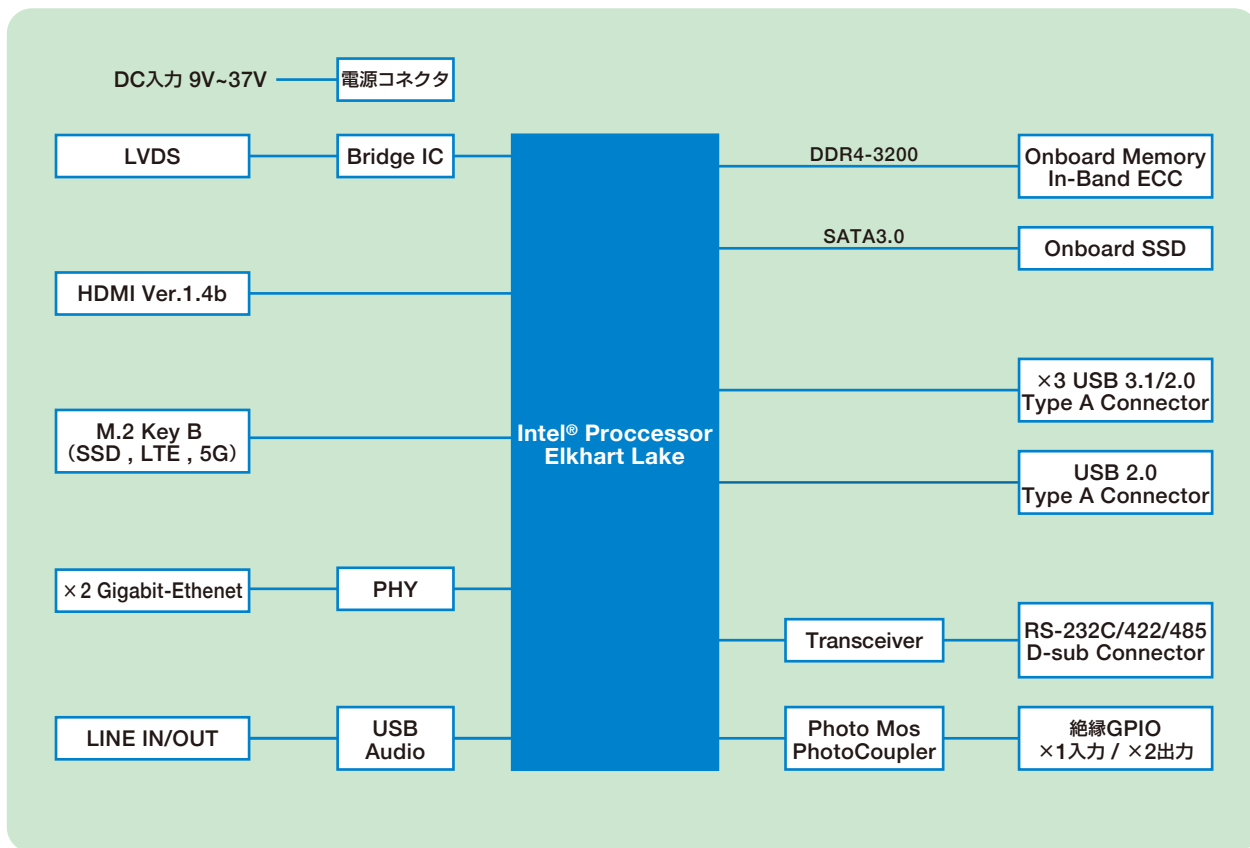 DC入力 9V~37V
電源コネクタ
LVDS
Bridge IC
HDMI Ver.1.4b
M.2 Key B
(SSD , LTE , 5G)
×2 Gigabit-Ethenet
PHY
LINE IN/OUT
USB
Audio
Intel® Proccessor
Elkhart Lake
DDR4-3200
Onboard Memory
In-Band ECC
SATA3.0
Onboard SSD
×3 USB 3.1/2.0
Type A Connector
USB 2.0
Type A Connector
Transceiver
RS-232C/422/485
D-sub Connector
Photo Mos
PhotoCoupler
絶縁GPIO
×1入力 / ×2出力